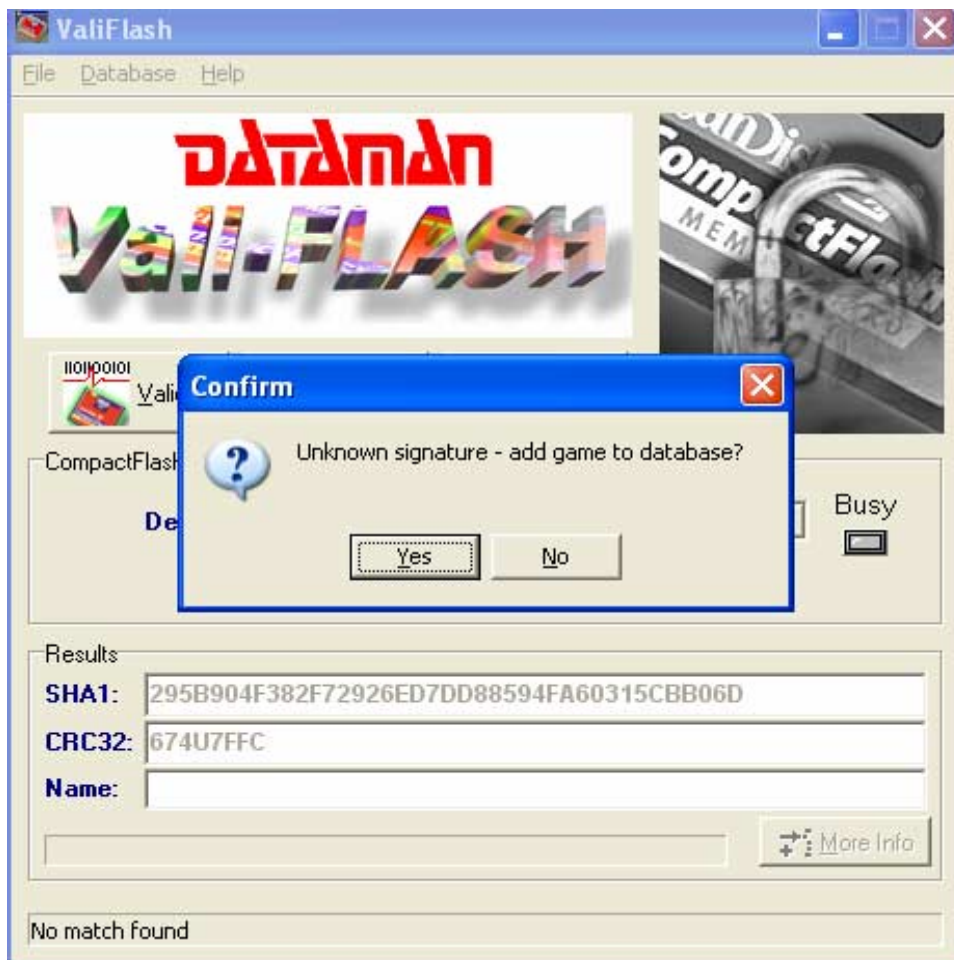 ValiFlash
File Database Help
DATAMAN
Vali-FLASH
CompactFlash
Confirm
Unknown signature - add game to database?
Yes No
CompactFlash
Busy
Results
SHA1: 295B904F382F72926ED7DD88594FA60315CBB06D
CRC32: 674U7FFC
Name:
More Info
No match found